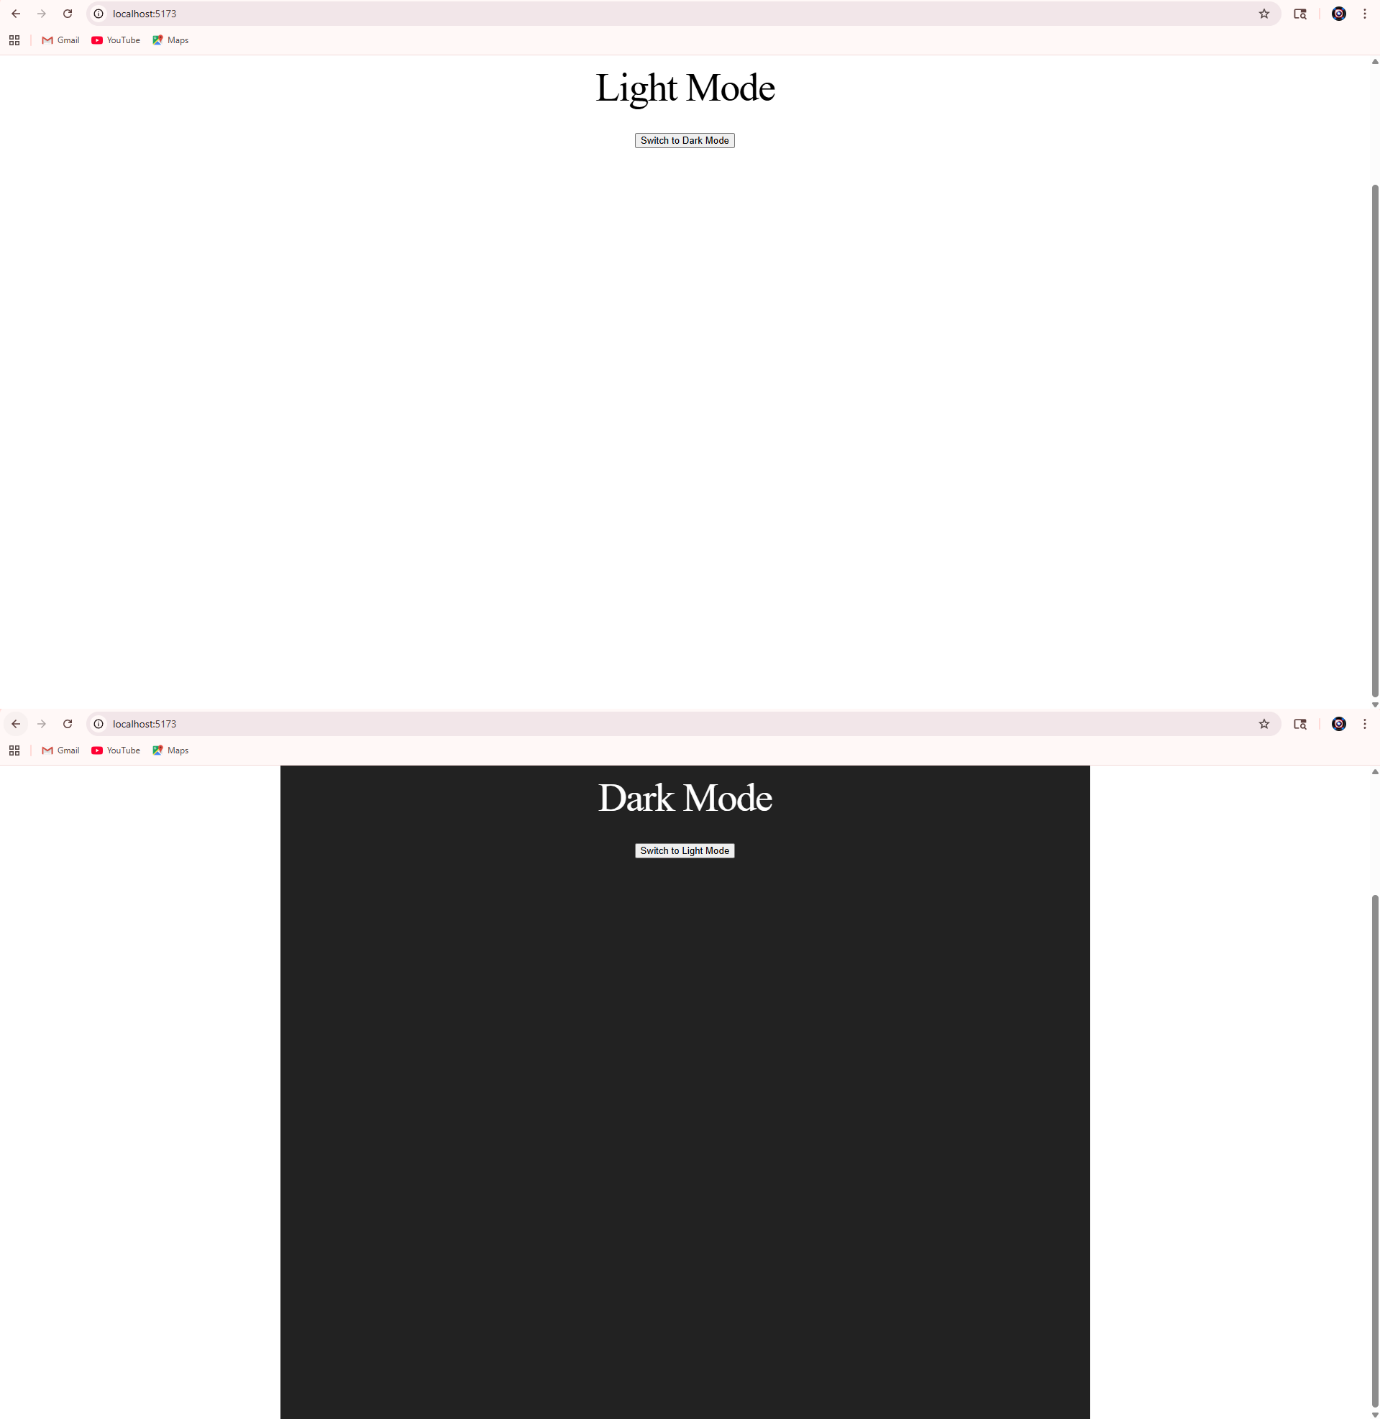 localhost:5173
Gmail YouTube Maps
Light Mode
Switch to Dark Mode
localhost:5173
Gmail YouTube Maps
Dark Mode
Switch to Light Mode